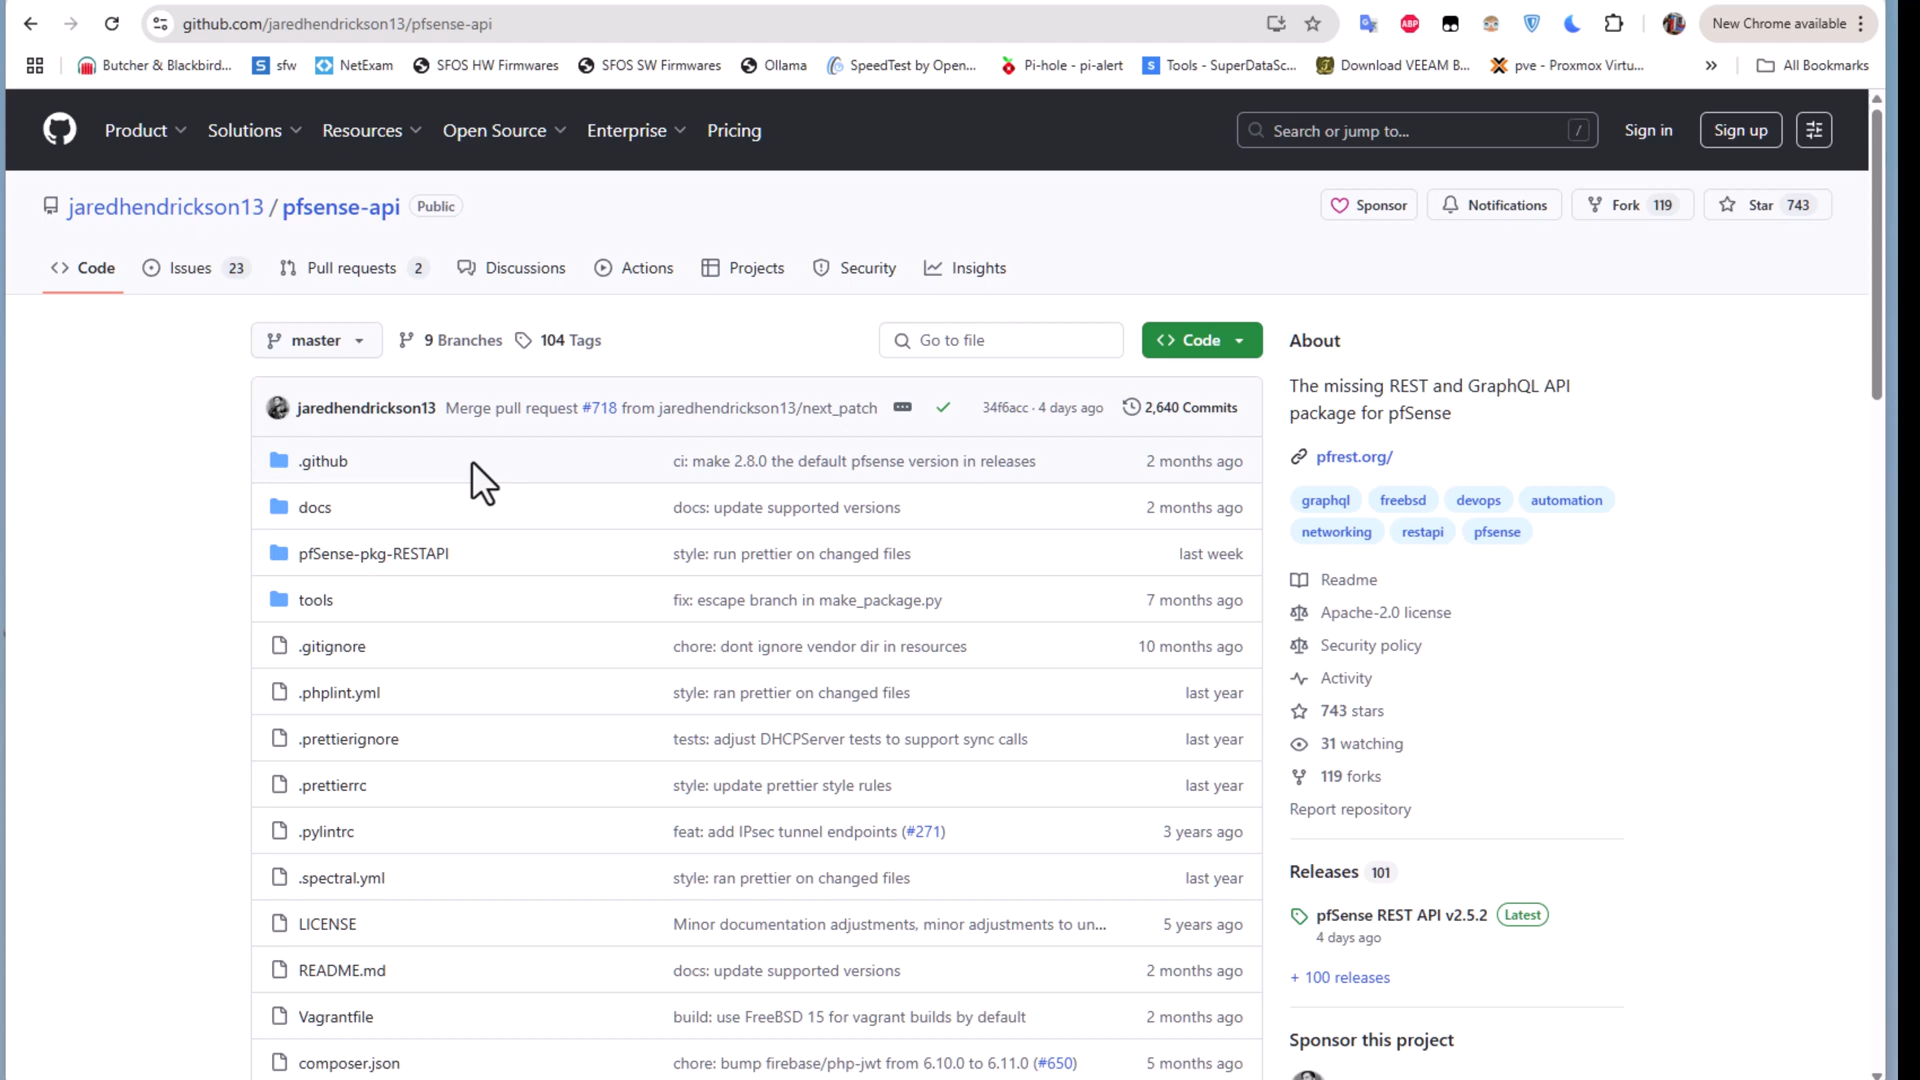 github.com/jaredhendrickson13/pfsense-api
New Chrome available
Butcher & Blackbird...
sfw
NetExam
SFOS HW Firmwares
SFOS SW Firmwares
Ollama
SpeedTest by Open...
Pi-hole - pi-alert
Tools - SuperDataSc...
Download VEEAM B...
pve - Proxmox Virtu...
»
All Bookmarks
ABP
Product
Solutions
Resources
Open Source
Enterprise
Pricing
Search or jump to...
/
Sign in
Sign up
jaredhendrickson13 / pfsense-api
Public
Sponsor
Notifications
Fork 119
Star 743
Code
Issues 23
Pull requests 2
Discussions
Actions
Projects
Security
Insights
master
9 Branches
104 Tags
Go to file
Code
jaredhendrickson13 Merge pull request #718 from jaredhendrickson13/next_patch 34f6acc · 4 days ago 2,640 Commits
.github ci: make 2.8.0 the default pfsense version in releases 2 months ago
docs docs: update supported versions 2 months ago
pfSense-pkg-RESTAPI style: run prettier on changed files last week
tools fix: escape branch in make_package.py 7 months ago
.gitignore chore: dont ignore vendor dir in resources 10 months ago
.phplint.yml style: ran prettier on changed files last year
.prettierignore tests: adjust DHCPServer tests to support sync calls last year
.prettierrc style: update prettier style rules last year
.pylintrc feat: add IPsec tunnel endpoints (#271) 3 years ago
.spectral.yml style: ran prettier on changed files last year
LICENSE Minor documentation adjustments, minor adjustments to un... 5 years ago
README.md docs: update supported versions 2 months ago
Vagrantfile build: use FreeBSD 15 for vagrant builds by default 2 months ago
composer.json chore: bump firebase/php-jwt from 6.10.0 to 6.11.0 (#650) 5 months ago
About
The missing REST and GraphQL API
package for pfSense
pfrest.org/
graphql freebsd devops automation
networking restapi pfsense
Readme
Apache-2.0 license
Security policy
Activity
743 stars
31 watching
119 forks
Report repository
Releases 101
pfSense REST API v2.5.2 Latest
4 days ago
+ 100 releases
Sponsor this project